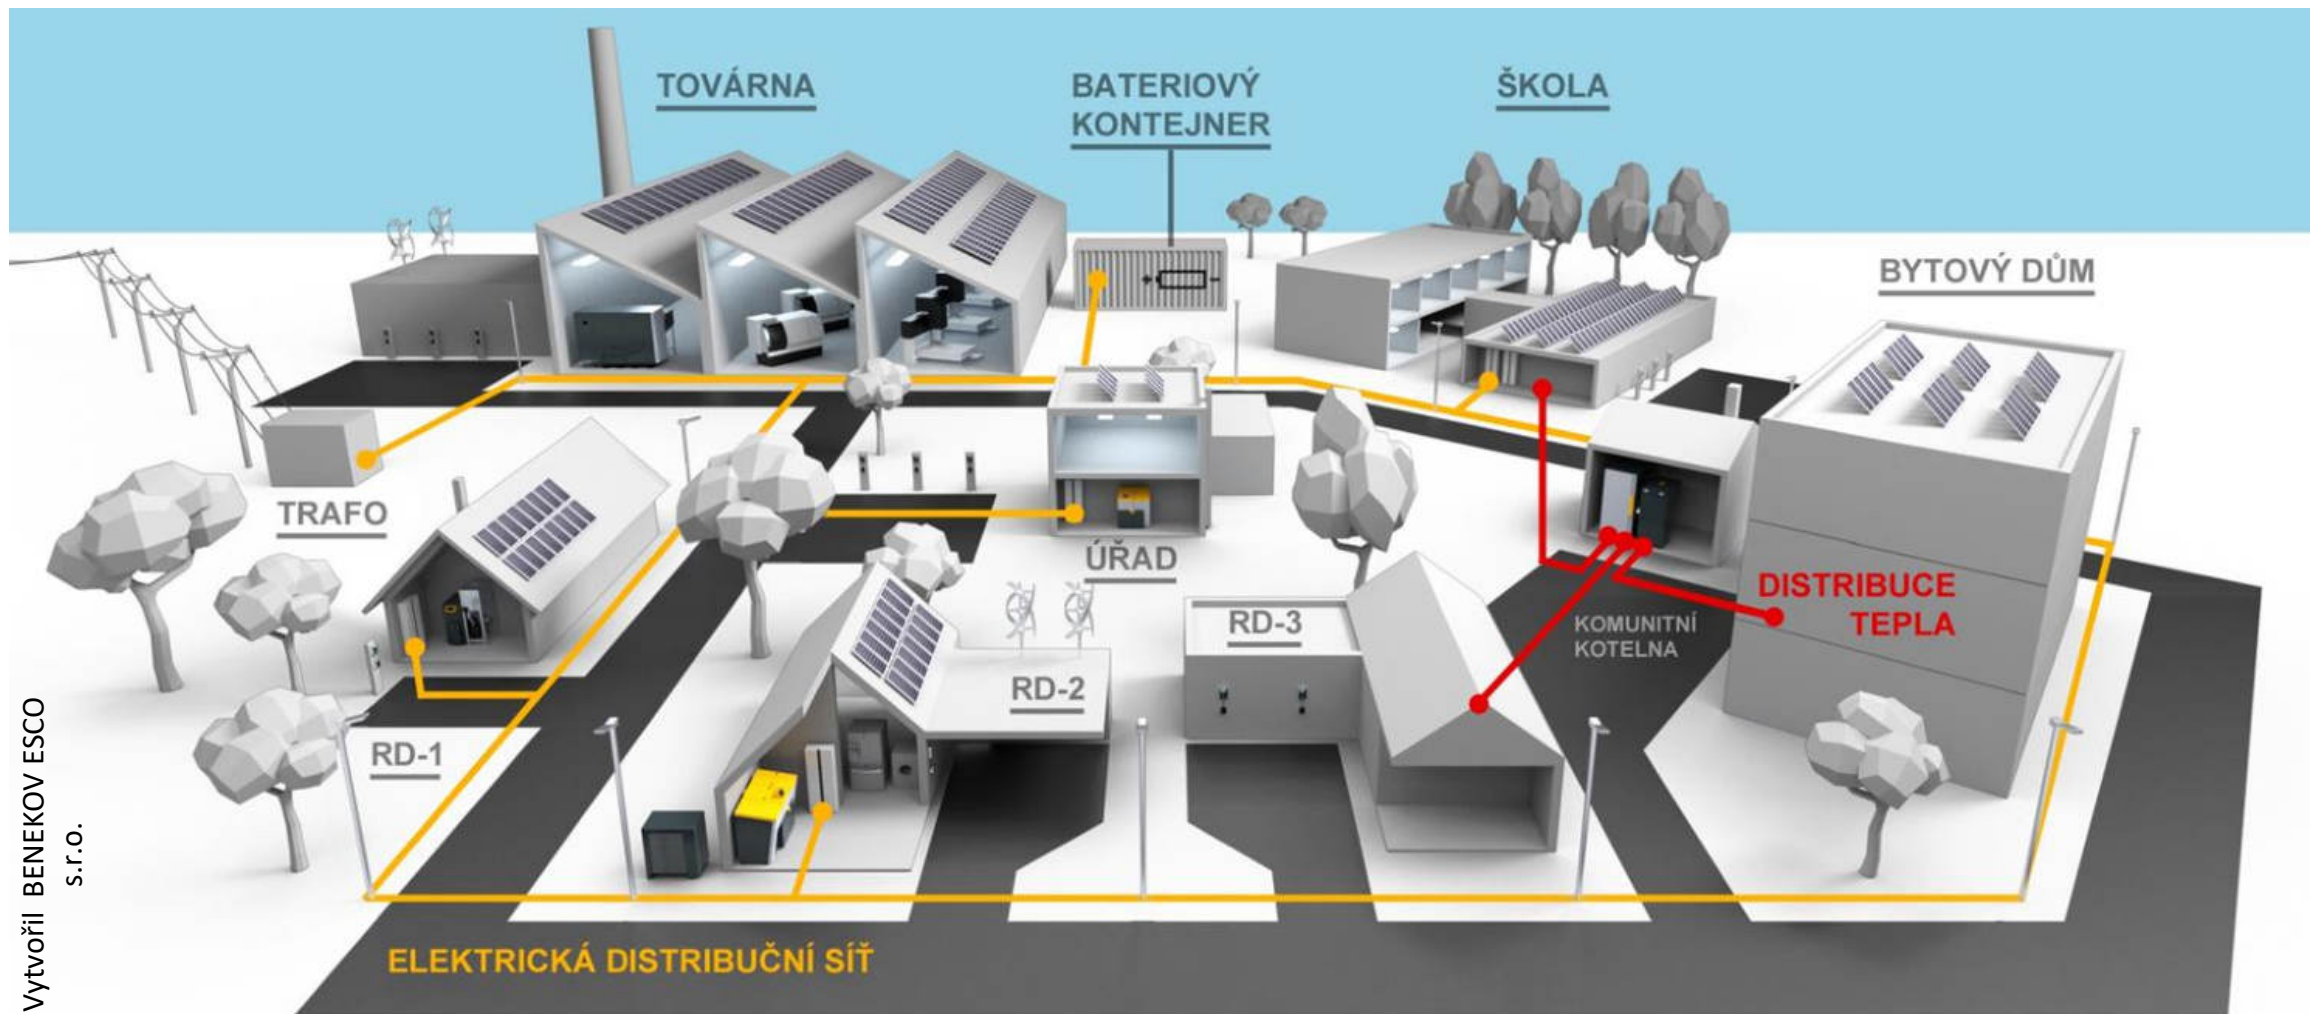 TOVÁRNA
BATERIOVÝ
KONTEJNER
ŠKOLA
BYTOVÝ DŮM
TRAFO
ÚŘAD
DISTRIBUCE
TEPLA
KOMUNITNÍ
KOTELNA
RD-3
RD-2
RD-1
ELEKTRICKÁ DISTRIBUČNÍ SÍŤ
Vytvořil BENEKOV ESCO
s.r.o.